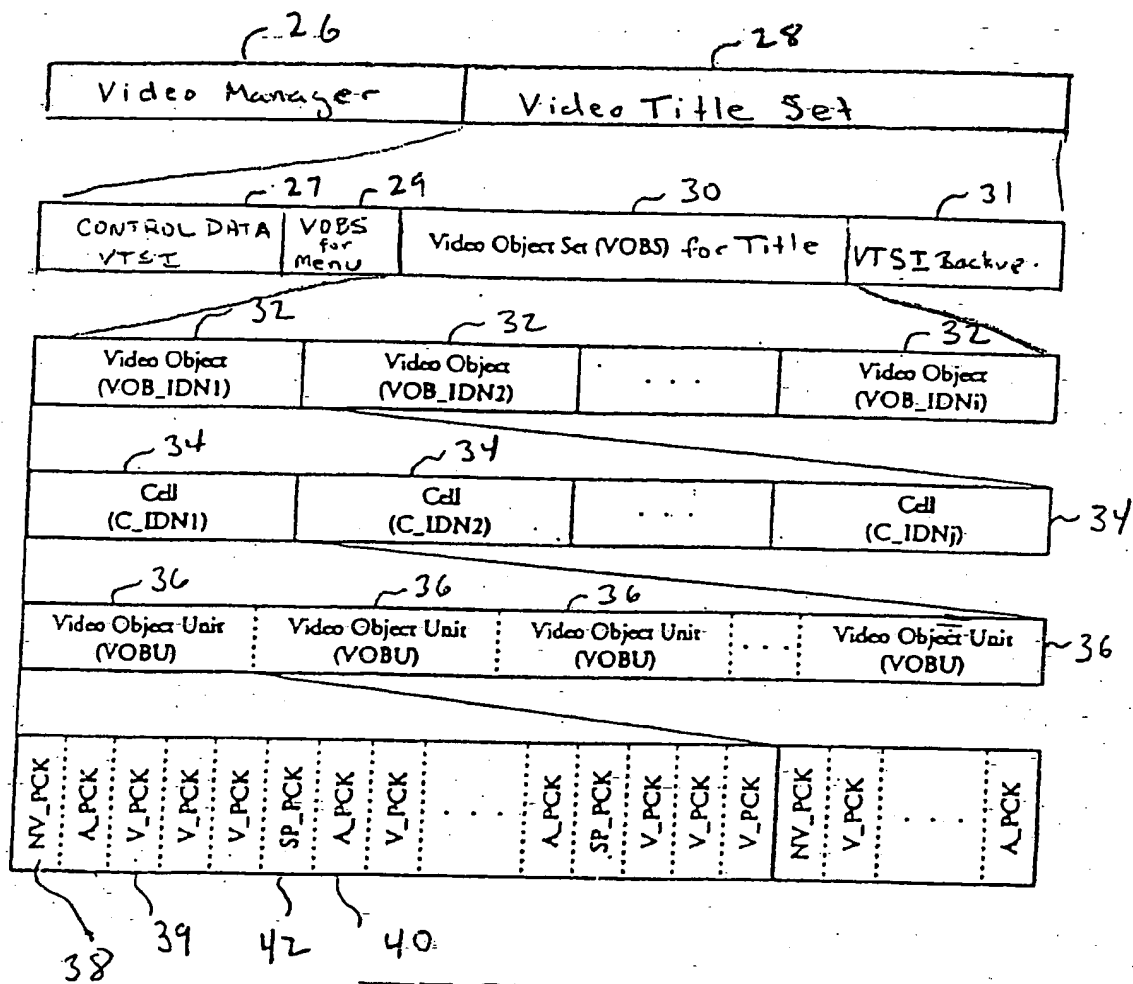 26
28
Video Manager
Video Title Set
27
29
30
31
CONTROL DATA
VTSI
VOBS
for
Menu
Video Object Set (VOBS) for Title
VTSI Backup.
32
32
32
Video Object
(VOB_IDN1)
Video Object
(VOB_IDN2)
. . .
Video Object
(VOB_IDNi)
34
34
Cell
(C_IDN1)
Cell
(C_IDN2)
. . .
Cell
(C_IDNj)
34
36
36
36
Video Object Unit
(VOBU)
Video Object Unit
(VOBU)
Video Object Unit
(VOBU)
. . .
Video Object Unit
(VOBU)
36
NV_PCK
A_PCK
V_PCK
V_PCK
V_PCK
SP_PCK
A_PCK
V_PCK
. . . .
A_PCK
SP_PCK
V_PCK
V_PCK
V_PCK
NV_PCK
V_PCK
. . . .
A_PCK
38
39
42
40